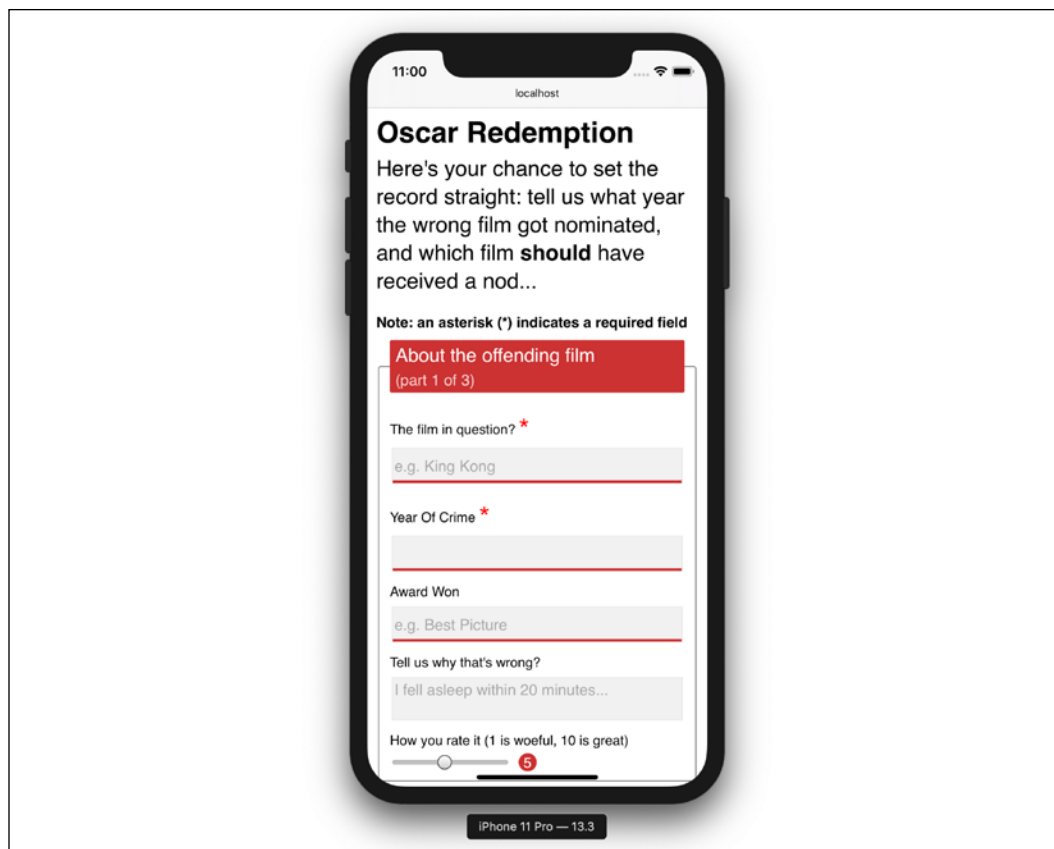 11:00
localhost
Oscar Redemption
Here's your chance to set the
record straight: tell us what year
the wrong film got nominated,
and which film should have
received a nod...
Note: an asterisk (*) indicates a required field
About the offending film
(part 1 of 3)
The film in question? *
e.g. King Kong
Year Of Crime *
Award Won
e.g. Best Picture
Tell us why that's wrong?
I fell asleep within 20 minutes...
How you rate it (1 is woeful, 10 is great)
5
iPhone 11 Pro — 13.3